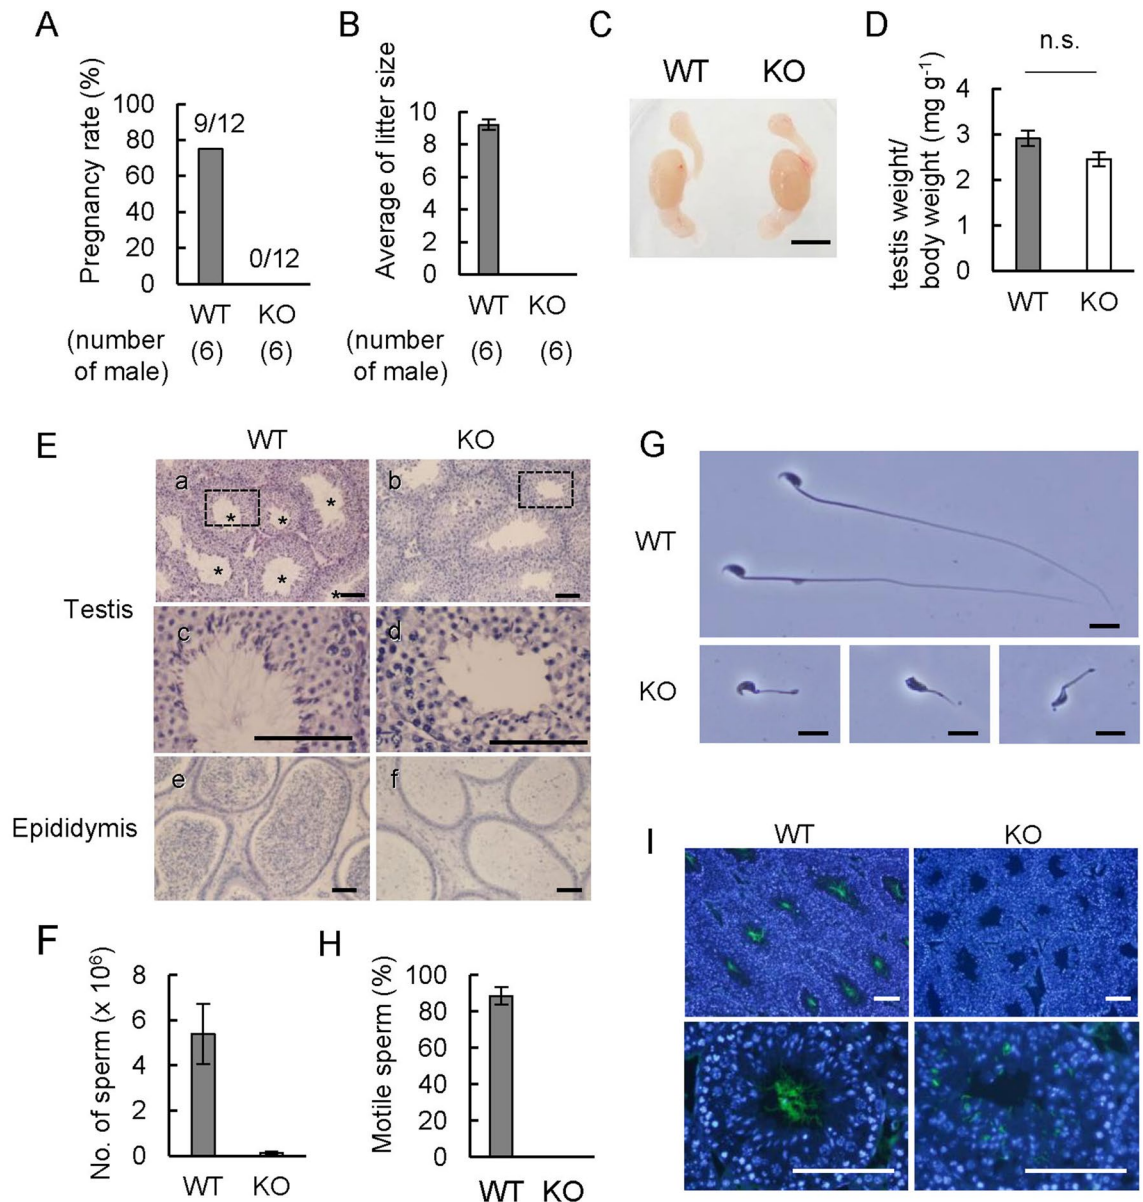 A
Pregnancy rate (%)
100
80
60
40
20
0
9/12
0/12
WT
KO
(number of male)
(6)
(6)
B
Average of litter size
10
8
6
4
2
0
WT
KO
(number of male)
(6)
(6)
C
WT
KO
D
n.s.
testis weight/
body weight (mg g-1)
4
3
2
1
0
WT
KO
E
WT
KO
Testis
a
*
*
*
*
*
*
b
c
d
Epididymis
e
f
G
WT
KO
F
No. of sperm (x 10⁶)
8
6
4
2
0
WT
KO
H
Motile sperm (%)
100
80
60
40
20
0
WT
KO
I
WT
KO